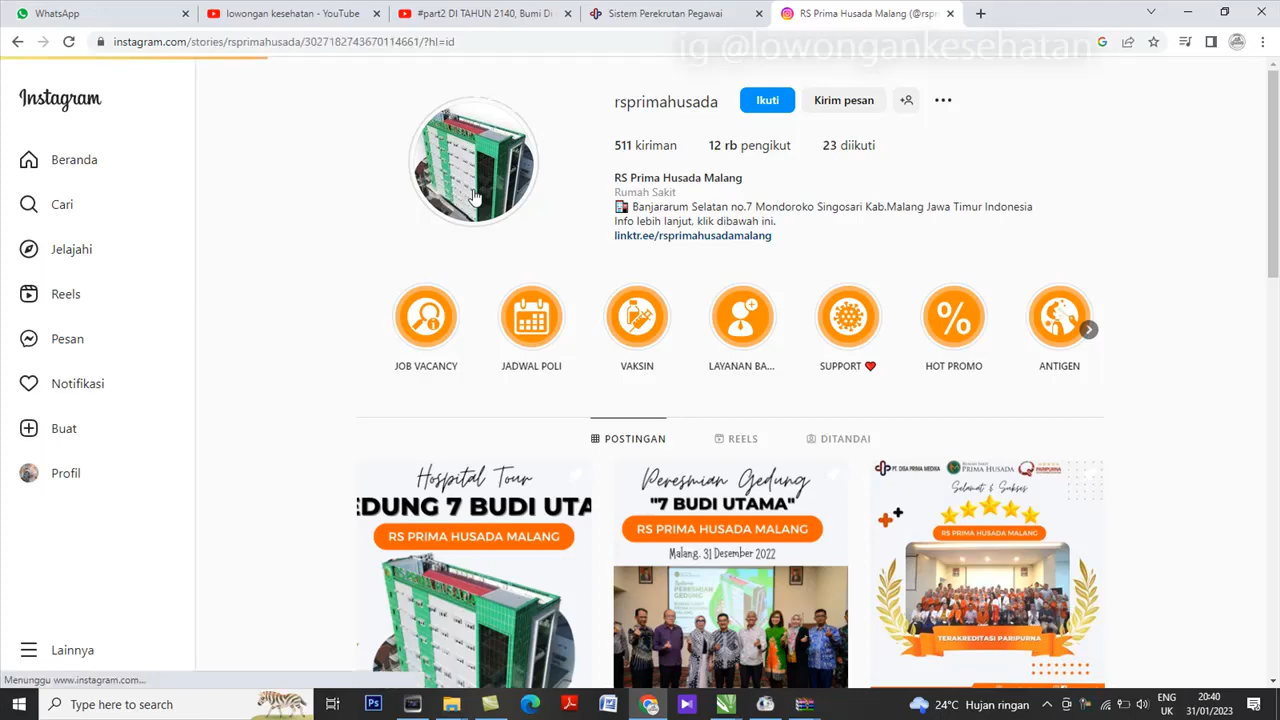 WhatsApp
lowongan kesehatan - YouTube
#part2 DI TAHUN 2140, Bumi Di
Sistem Perekrutan Pegawai
RS Prima Husada Malang (@rspr
instagram.com/stories/rsprimahusada/3027182743670114661/?hl=id
ig @lowongankesehatan
Instagram
rsprimahusada
Ikuti
Kirim pesan
511 kiriman
12 rb pengikut
23 diikuti
RS Prima Husada Malang
Rumah Sakit
Banjararum Selatan no.7 Mondoroko Singosari Kab.Malang Jawa Timur Indonesia
Info lebih lanjut, klik dibawah ini.
linktr.ee/rsprimahusadamalang
Beranda
Cari
Jelajahi
Reels
Pesan
Notifikasi
Buat
Profil
Lainnya
JOB VACANCY
JADWAL POLI
VAKSIN
LAYANAN BA...
SUPPORT ❤️
HOT PROMO
ANTIGEN
POSTINGAN
REELS
DITANDAI
Hospital Tour
EDUNG 7 BUDI UTA
RS PRIMA HUSADA MALANG
Peresmian Gedung
"7 BUDI UTAMA"
RS PRIMA HUSADA MALANG
Malang, 31 Desember 2022
PT. DISA PRIMA MEDIKA
PRIMA HUSADA
PARIPURNA
Selamat & Sukses
RS PRIMA HUSADA MALANG
TERAKREDITASI PARIPURNA
Menunggu www.instagram.com...
Type here to search
24°C Hujan ringan
ENG
UK
20:40
31/01/2023